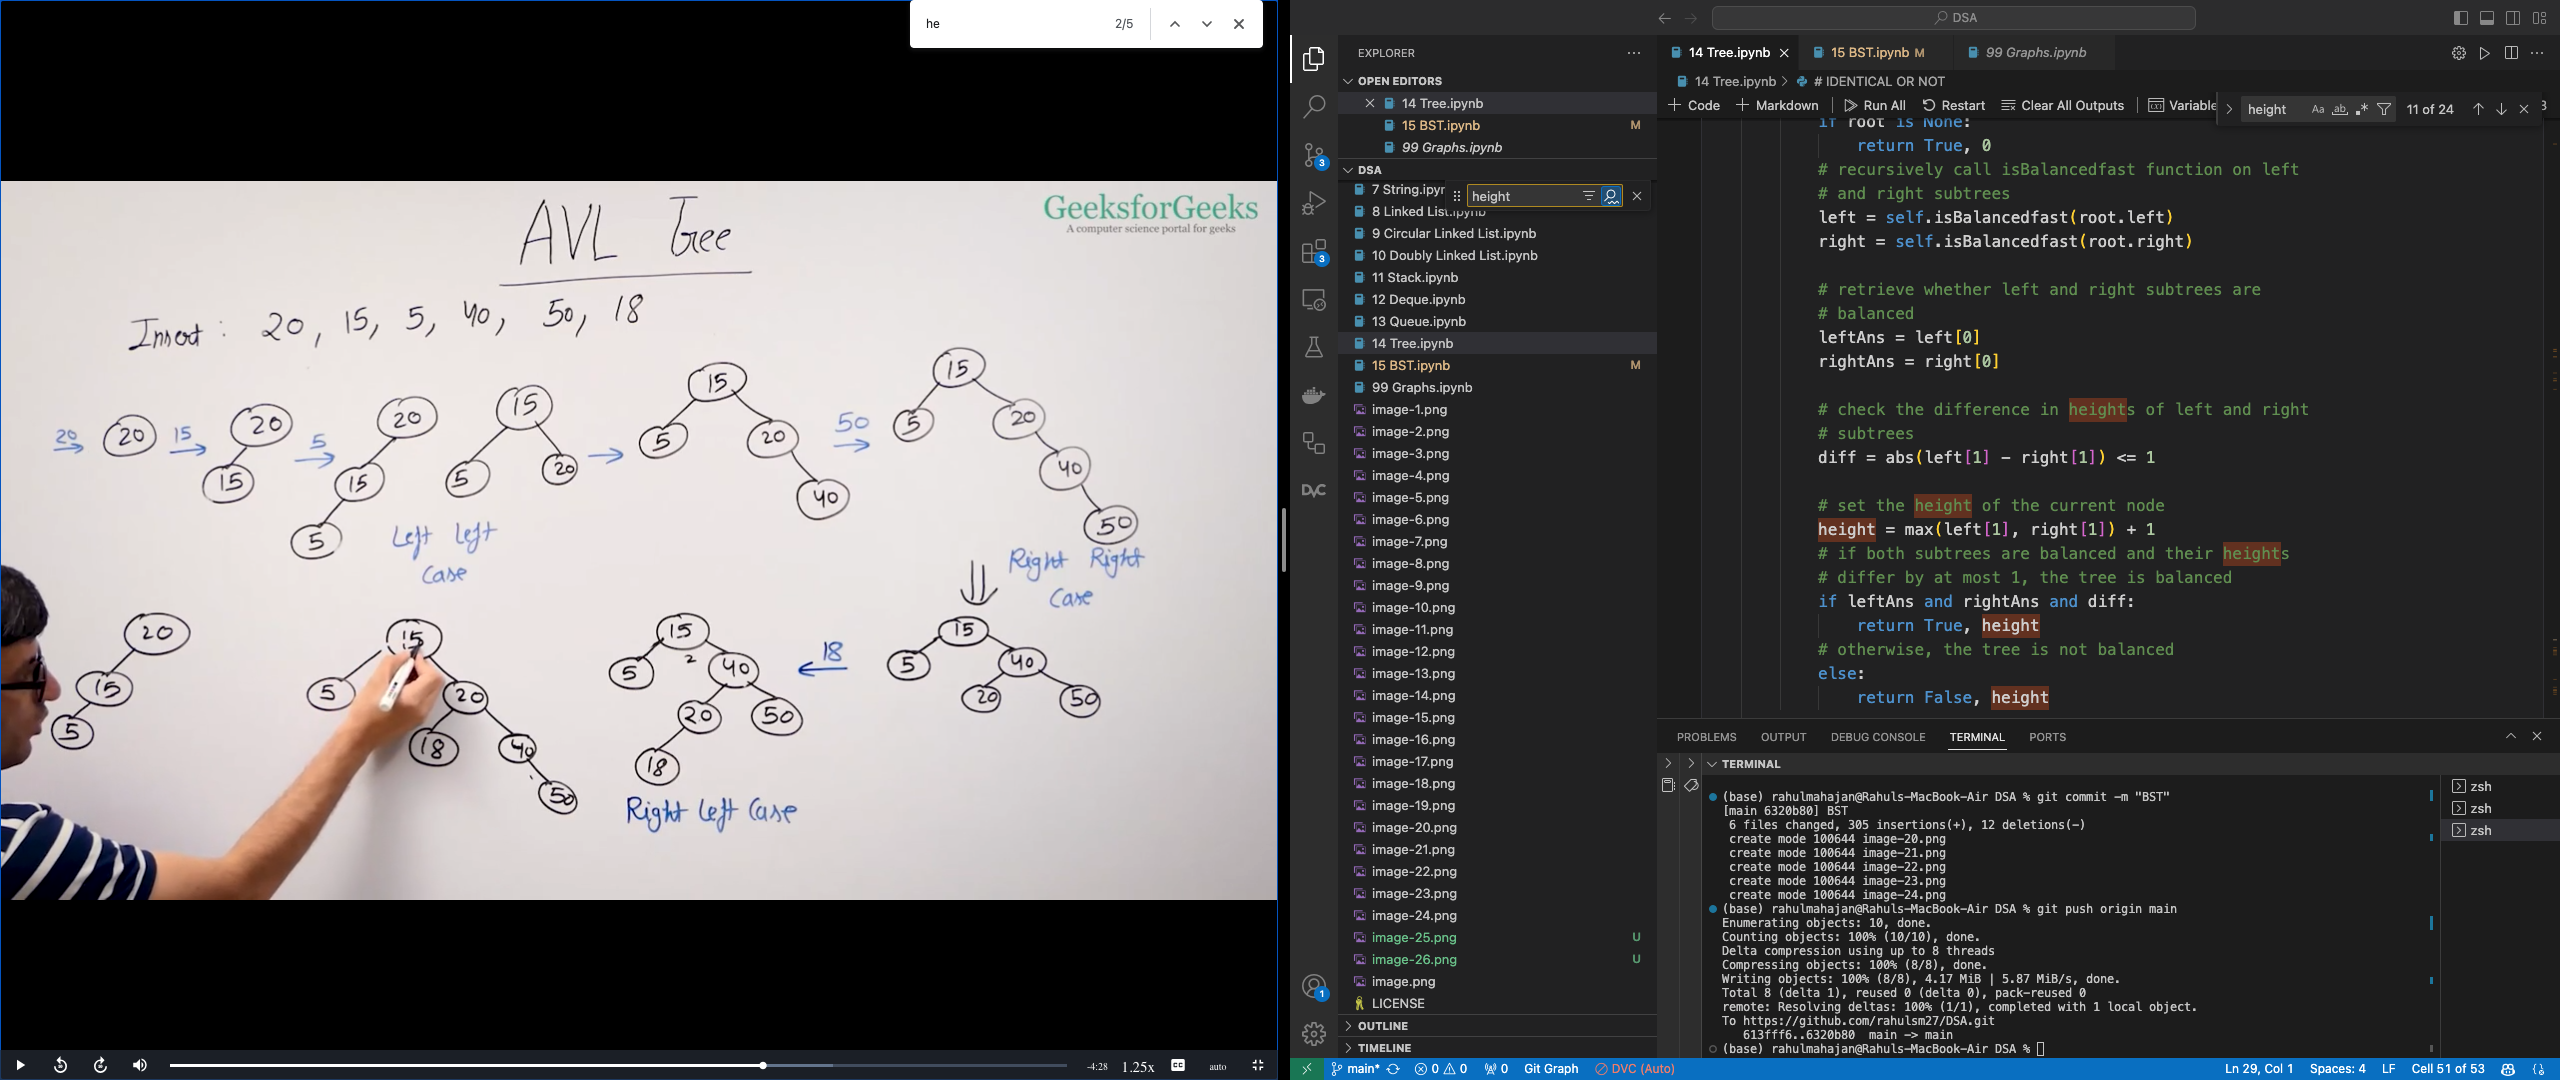 he 2/5
AVL Tree
GeeksforGeeks
A computer science portal for geeks
Insert: 20, 15, 5, 40, 50, 18
20 20 15 20 15 5 20 15 5 15 5 20 15 5 20 40 50 15 5 20 40 50
Left Left
Case
Right Right
Case
20 15 5
15 5 20 18 40 50
15 2 5 40 20 50 18
18
15 5 40 20 50
Right Left Case
-4:28 1.25x CC auto
DSA
EXPLORER
OPEN EDITORS
14 Tree.ipynb
15 BST.ipynb M
99 Graphs.ipynb
DSA
height
7 String.ipyn
8 Linked List.ipynb
9 Circular Linked List.ipynb
10 Doubly Linked List.ipynb
11 Stack.ipynb
12 Deque.ipynb
13 Queue.ipynb
14 Tree.ipynb
15 BST.ipynb M
99 Graphs.ipynb
image-1.png
image-2.png
image-3.png
image-4.png
image-5.png
image-6.png
image-7.png
image-8.png
image-9.png
image-10.png
image-11.png
image-12.png
image-13.png
image-14.png
image-15.png
image-16.png
image-17.png
image-18.png
image-19.png
image-20.png
image-21.png
image-22.png
image-23.png
image-24.png
image-25.png U
image-26.png U
image.png
LICENSE
OUTLINE
TIMELINE
3
3
DVC
1
14 Tree.ipynb 15 BST.ipynb M 99 Graphs.ipynb
14 Tree.ipynb > # IDENTICAL OR NOT
+ Code + Markdown Run All Restart Clear All Outputs Variable
height Aa ab .* 11 of 24
if root is None:
return True, 0
# recursively call isBalancedfast function on left
# and right subtrees
left = self.isBalancedfast(root.left)
right = self.isBalancedfast(root.right)
# retrieve whether left and right subtrees are
# balanced
leftAns = left[0]
rightAns = right[0]
# check the difference in heights of left and right
# subtrees
diff = abs(left[1] - right[1]) <= 1
# set the height of the current node
height = max(left[1], right[1]) + 1
# if both subtrees are balanced and their heights
# differ by at most 1, the tree is balanced
if leftAns and rightAns and diff:
return True, height
# otherwise, the tree is not balanced
else:
return False, height
PROBLEMS OUTPUT DEBUG CONSOLE TERMINAL PORTS
TERMINAL
(base) rahulmahajan@Rahuls-MacBook-Air DSA % git commit -m "BST"
[main 6320b80] BST
6 files changed, 305 insertions(+), 12 deletions(-)
create mode 100644 image-20.png
create mode 100644 image-21.png
create mode 100644 image-22.png
create mode 100644 image-23.png
create mode 100644 image-24.png
(base) rahulmahajan@Rahuls-MacBook-Air DSA % git push origin main
Enumerating objects: 10, done.
Counting objects: 100% (10/10), done.
Delta compression using up to 8 threads
Compressing objects: 100% (8/8), done.
Writing objects: 100% (8/8), 4.17 MiB | 5.87 MiB/s, done.
Total 8 (delta 1), reused 0 (delta 0), pack-reused 0
remote: Resolving deltas: 100% (1/1), completed with 1 local object.
To https://github.com/rahulsm27/DSA.git
613fff6..6320b80 main -> main
(base) rahulmahajan@Rahuls-MacBook-Air DSA %
zsh
zsh
zsh
main* 0 0 0 Git Graph DVC (Auto) Ln 29, Col 1 Spaces: 4 LF Cell 51 of 53